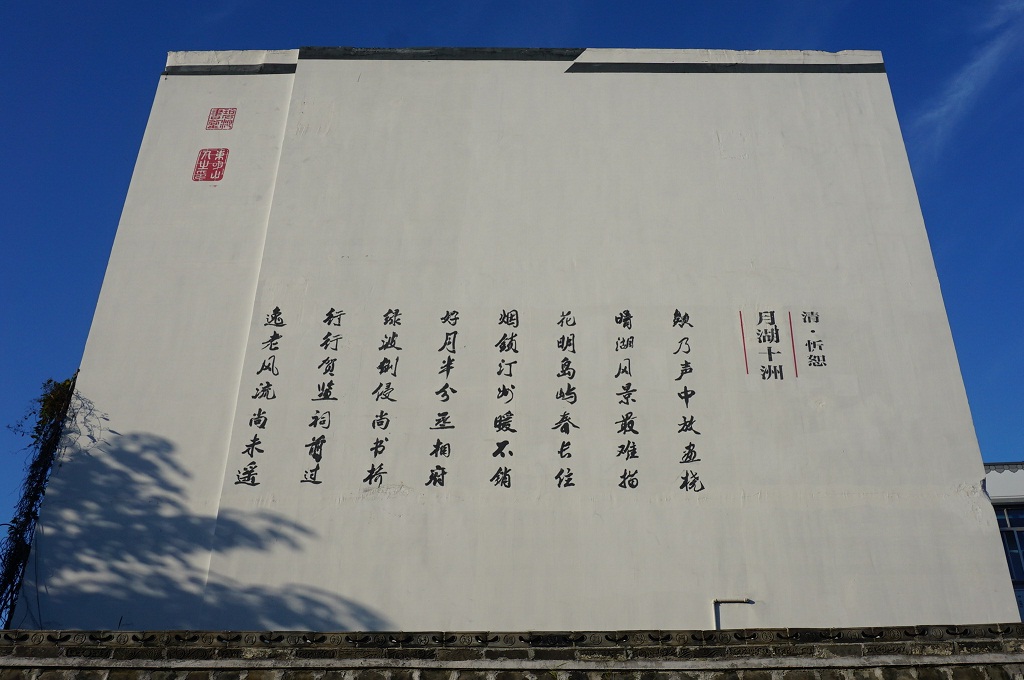 清·忻恕
月湖十洲
欸乃声中放画桡
晴湖风景最难描
花明岛屿春长住
烟锁汀州暖不销
好月半分丞相府
绿波倒侵尚书桥
行行贺监祠前过
逸老风流尚未遥